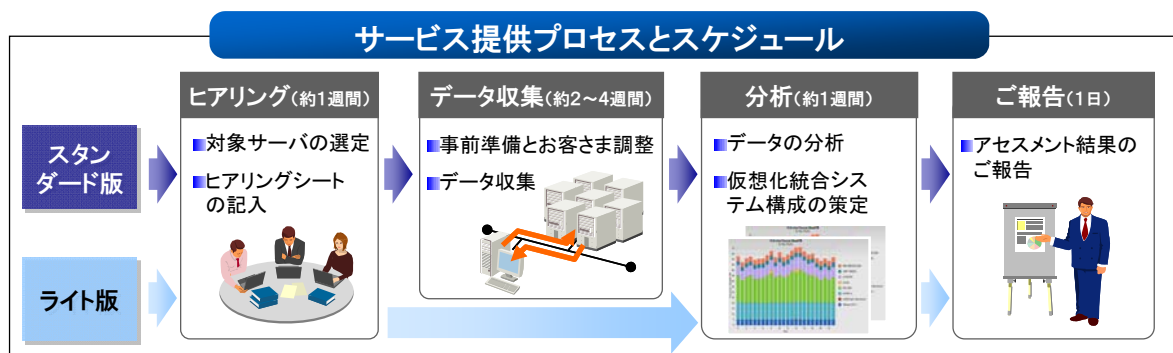 サービス提供プロセスとスケジュール
スタン
ダード版
ライト版
ヒアリング(約1週間)
対象サーバの選定
ヒアリングシート
の記入
データ収集(約2～4週間)
事前準備とお客さま調整
データ収集
分析(約1週間)
データの分析
仮想化統合シス
テム構成の策定
ご報告(1日)
アセスメント結果の
ご報告